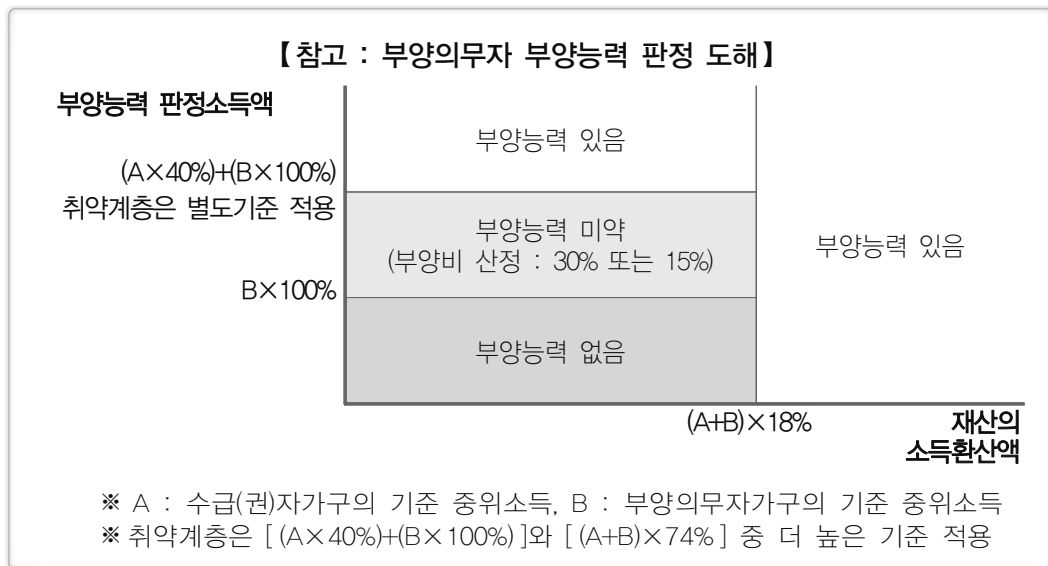 【참고 : 부양의무자 부양능력 판정 도해】
부양능력 판정소득액
(A×40%)+(B×100%)
취약계층은 별도기준 적용
B×100%
부양능력 있음
부양능력 미약
(부양비 산정 : 30% 또는 15%)
부양능력 없음
부양능력 있음
(A+B)×18%
재산의
소득환산액
※ A : 수급(권)자가구의 기준 중위소득, B : 부양의무자가구의 기준 중위소득
※ 취약계층은 [ (A×40%)+(B×100%) ]와 [ (A+B)×74% ] 중 더 높은 기준 적용